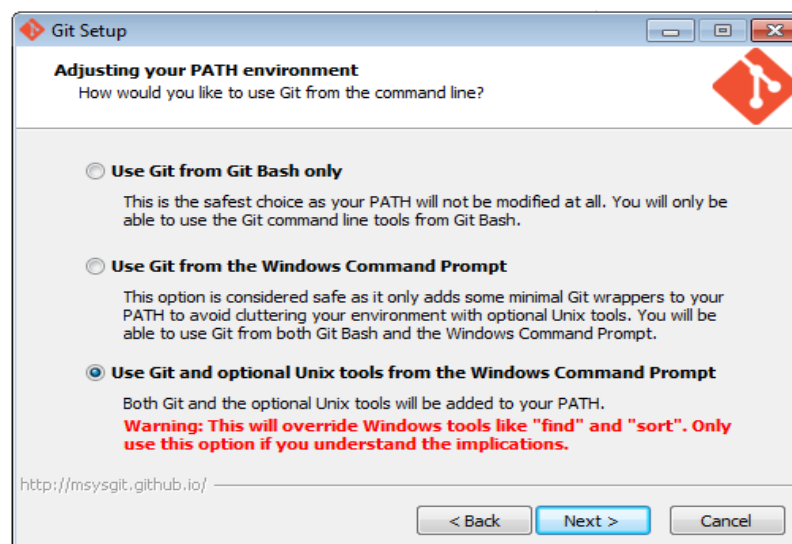 Git Setup
Adjusting your PATH environment
How would you like to use Git from the command line?
Use Git from Git Bash only
This is the safest choice as your PATH will not be modified at all. You will only be
able to use the Git command line tools from Git Bash.
Use Git from the Windows Command Prompt
This option is considered safe as it only adds some minimal Git wrappers to your
PATH to avoid cluttering your environment with optional Unix tools. You will be
able to use Git from both Git Bash and the Windows Command Prompt.
Use Git and optional Unix tools from the Windows Command Prompt
Both Git and the optional Unix tools will be added to your PATH.
Warning: This will override Windows tools like "find" and "sort". Only
use this option if you understand the implications.
http://msysgit.github.io/
< Back Next > Cancel